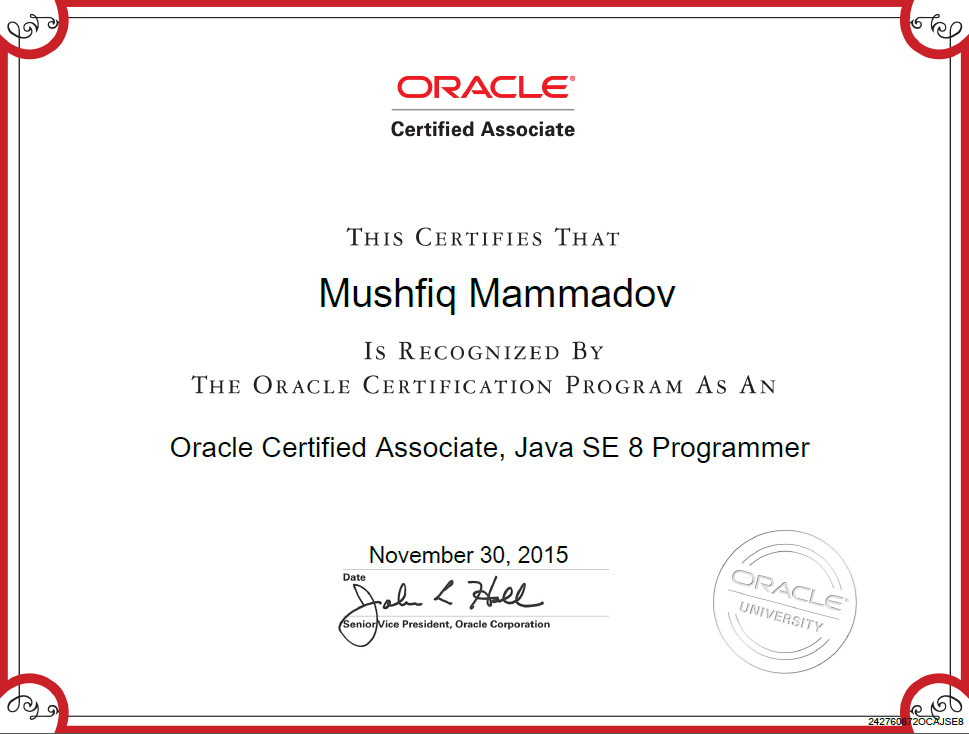 ORACLE®
Certified Associate
THIS CERTIFIES THAT
Mushfiq Mammadov
IS RECOGNIZED BY
THE ORACLE CERTIFICATION PROGRAM AS AN
Oracle Certified Associate, Java SE 8 Programmer
November 30, 2015
Date
John L Hall
Senior Vice President, Oracle Corporation
ORACLE®
UNIVERSITY
242760872OCAJSE8